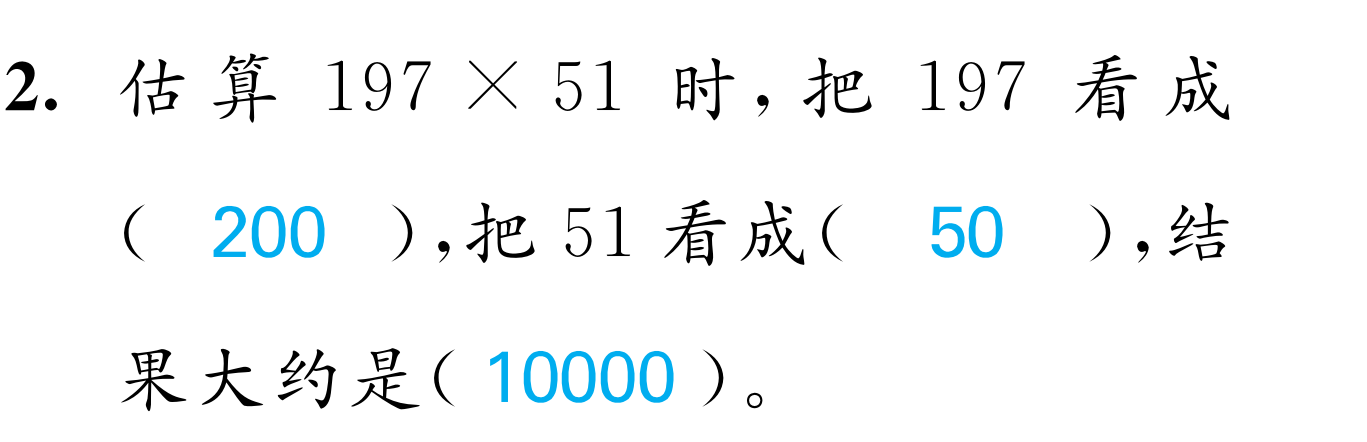 2. 估算 197 × 51 时,把 197 看成
( 200 ),把 51 看成( 50 ),结
果大约是( 10000 )。